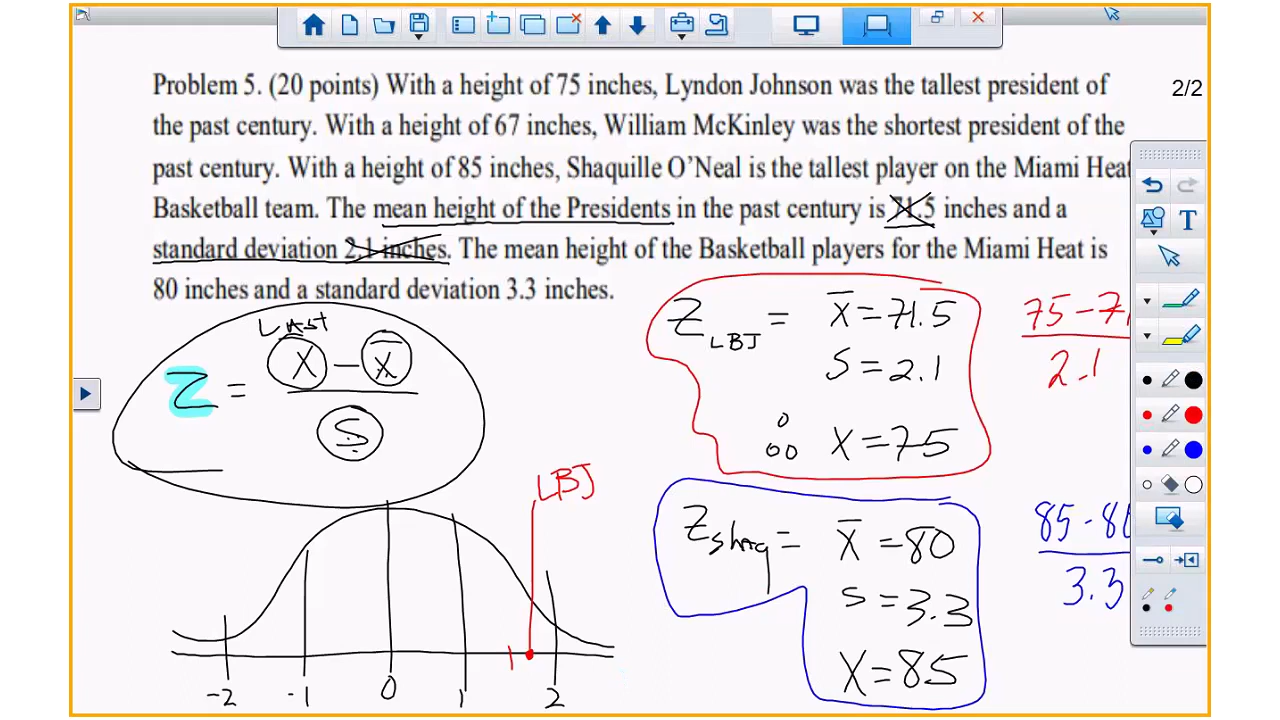 Problem 5. (20 points) With a height of 75 inches, Lyndon Johnson was the tallest president of
2/2
the past century. With a height of 67 inches, William McKinley was the shortest president of the
past century. With a height of 85 inches, Shaquille O'Neal is the tallest player on the Miami Heat
Basketball team. The mean height of the Presidents in the past century is 71.5 inches and a
standard deviation 2.1 inches. The mean height of the Basketball players for the Miami Heat is
80 inches and a standard deviation 3.3 inches.
T
Z = (X - X̄) / S
LBJ
-2 -1 0 1 2
Z LBJ = X̄ = 71.5
S = 2.1
X = 75
75 - 7
2.1
Z Shaq = X̄ = 80
S = 3.3
X = 85
85 - 8
3.3